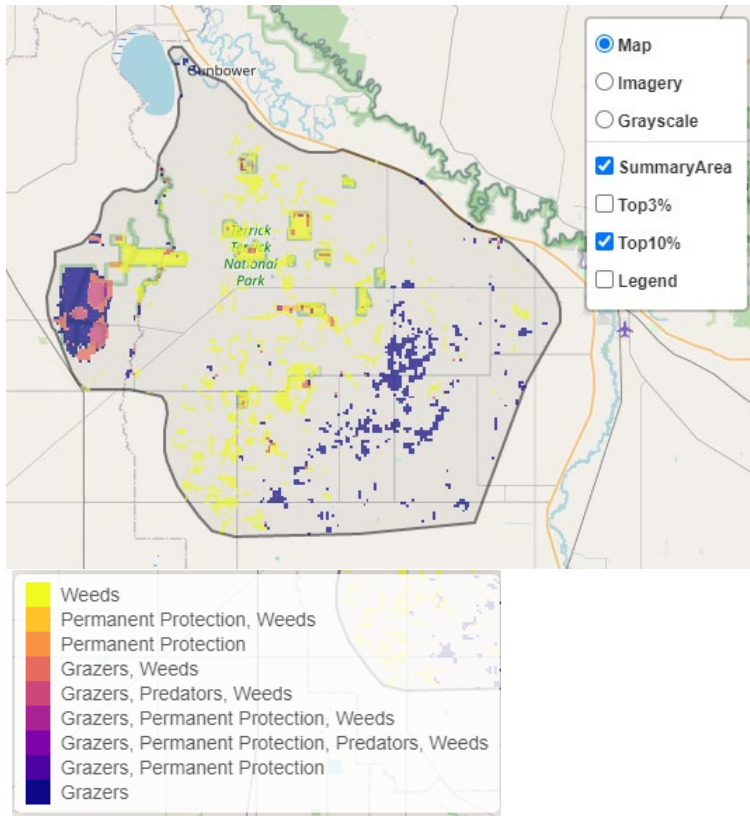 Gunbower
Map
Imagery
Grayscale
SummaryArea
Top3%
Top10%
Legend
Terrick
Terrick
National
Park
Weeds
Permanent Protection, Weeds
Permanent Protection
Grazers, Weeds
Grazers, Predators, Weeds
Grazers, Permanent Protection, Weeds
Grazers, Permanent Protection, Predators, Weeds
Grazers, Permanent Protection
Grazers